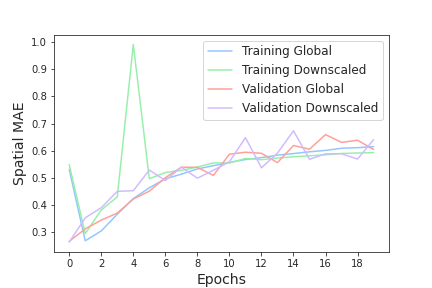 Training Global
Training Downscaled
Validation Global
Validation Downscaled
Spatial MAE
1.0
0.9
0.8
0.7
0.6
0.5
0.4
0.3
0 2 4 6 8 10 12 14 16 18
Epochs